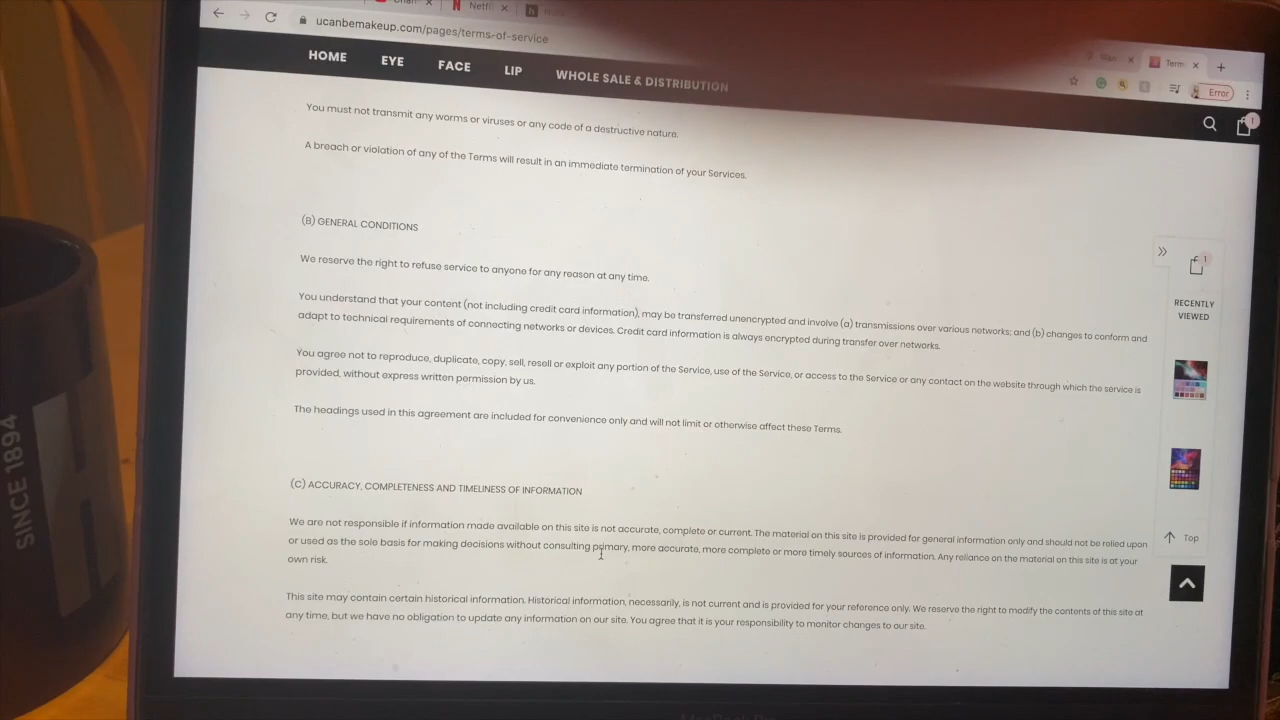 Netfl
ucanbemakeup.com/pages/terms-of-service
Term
Error
HOME EYE FACE LIP WHOLE SALE & DISTRIBUTION
1
You must not transmit any worms or viruses or any code of a destructive nature.
A breach or violation of any of the Terms will result in an immediate termination of your Services.
(B) GENERAL CONDITIONS
We reserve the right to refuse service to anyone for any reason at any time.
You understand that your content (not including credit card information), may be transferred unencrypted and involve (a) transmissions over various networks; and (b) changes to conform and
adapt to technical requirements of connecting networks or devices. Credit card information is always encrypted during transfer over networks.
You agree not to reproduce, duplicate, copy, sell, resell or exploit any portion of the Service, use of the Service, or access to the Service or any contact on the website through which the service is
provided, without express written permission by us.
The headings used in this agreement are included for convenience only and will not limit or otherwise affect these Terms.
(C) ACCURACY, COMPLETENESS AND TIMELINESS OF INFORMATION
We are not responsible if information made available on this site is not accurate, complete or current. The material on this site is provided for general information only and should not be relied upon
or used as the sole basis for making decisions without consulting primary, more accurate, more complete or more timely sources of information. Any reliance on the material on this site is at your
own risk.
This site may contain certain historical information. Historical information, necessarily, is not current and is provided for your reference only. We reserve the right to modify the contents of this site at
any time, but we have no obligation to update any information on our site. You agree that it is your responsibility to monitor changes to our site.
1
RECENTLY
VIEWED
Top
SINCE 1894